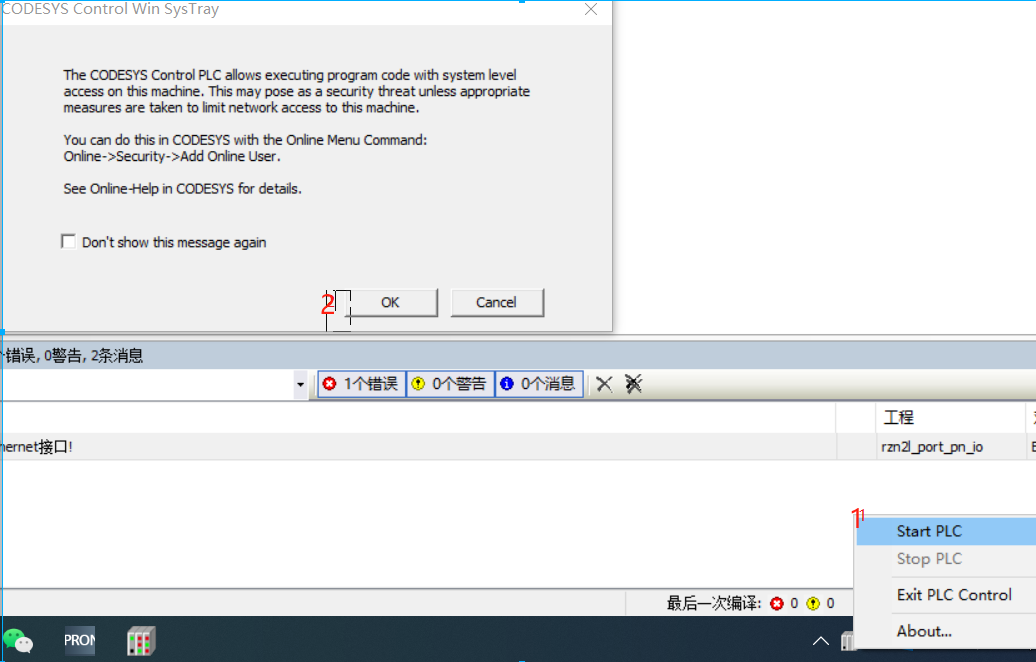 CODESYS Control Win SysTray
The CODESYS Control PLC allows executing program code with system level
access on this machine. This may pose as a security threat unless appropriate
measures are taken to limit network access to this machine.
You can do this in CODESYS with the Online Menu Command:
Online->Security->Add Online User.
See Online-Help in CODESYS for details.
Don't show this message again
2
OK
Cancel
错误, 0警告, 2条消息
1个错误
0个警告
0个消息
工程
ernet接口!
rzn2l_port_pn_io
1
Start PLC
Stop PLC
Exit PLC Control
About...
最后一次编译: 0 0
PRON